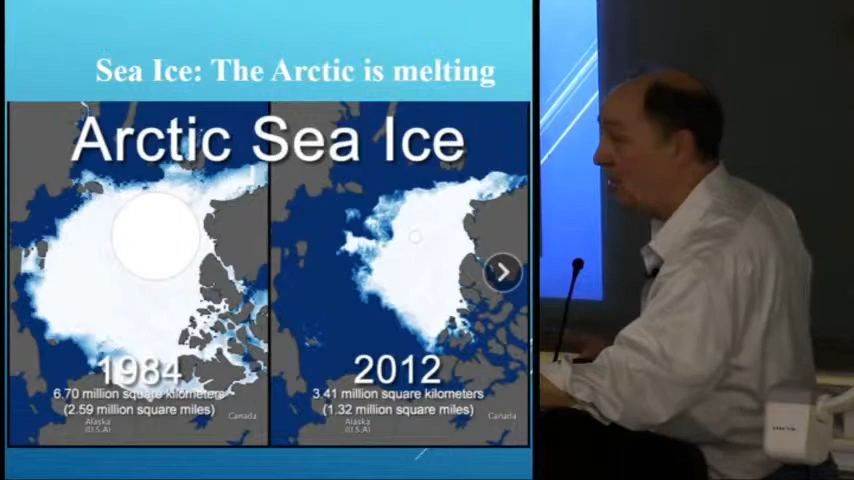 Sea Ice: The Arctic is melting
Arctic Sea Ice
1984
6.70 million square kilometers
(2.59 million square miles)
Alaska
(U.S.A)
Canada
2012
3.41 million square kilometers
(1.32 million square miles)
Alaska
(U.S.A)
Canada